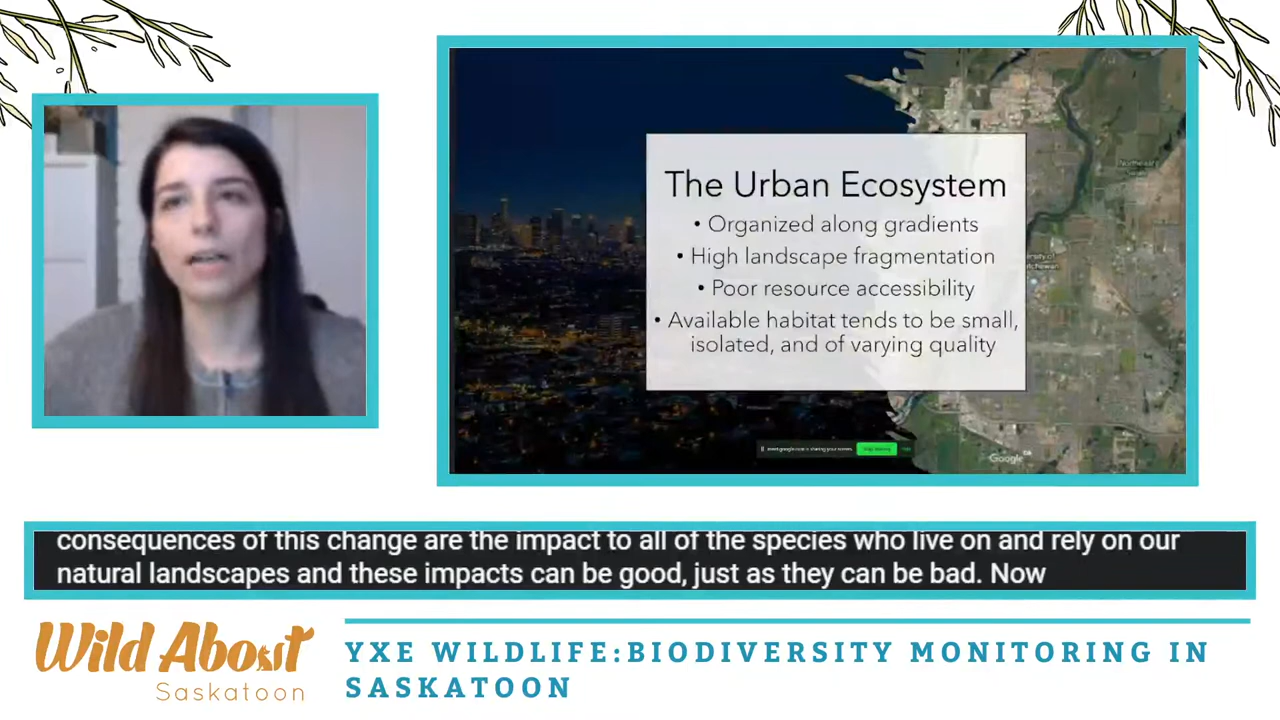 The Urban Ecosystem
• Organized along gradients
• High landscape fragmentation
• Poor resource accessibility
• Available habitat tends to be small,
isolated, and of varying quality
Google
consequences of this change are the impact to all of the species who live on and rely on our
natural landscapes and these impacts can be good, just as they can be bad. Now
Wild About
Saskatoon
YXE WILDLIFE:BIODIVERSITY MONITORING IN
SASKATOON